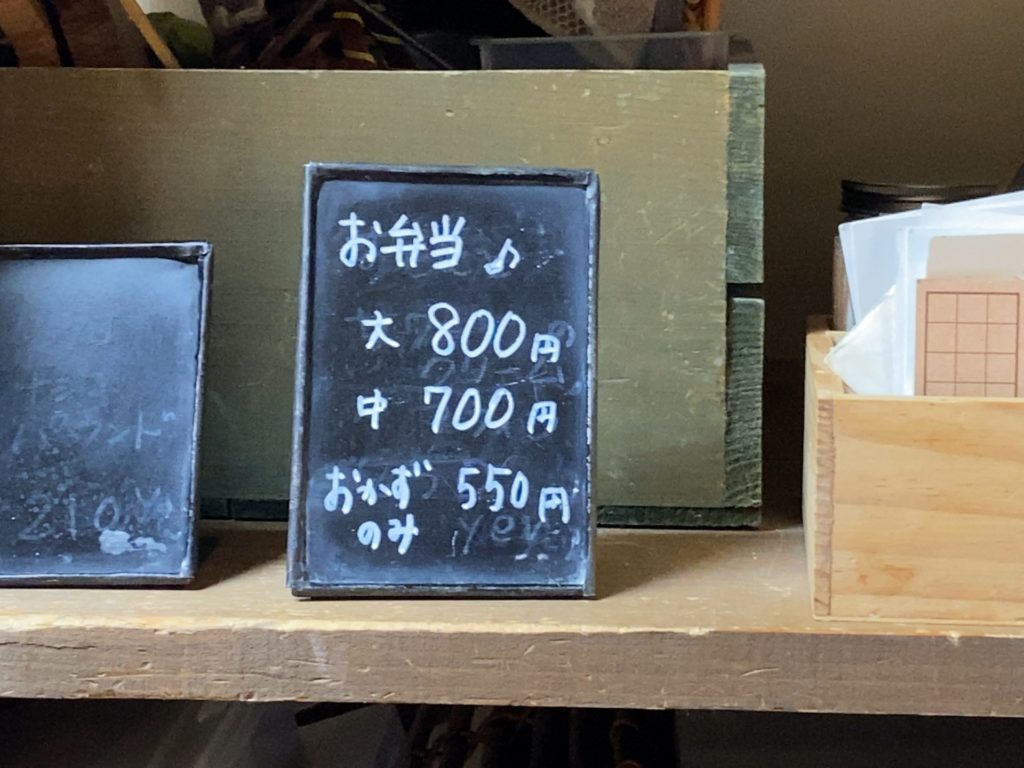 お弁当♪
大 800円
中 700円
おかず 550円
のみ
210